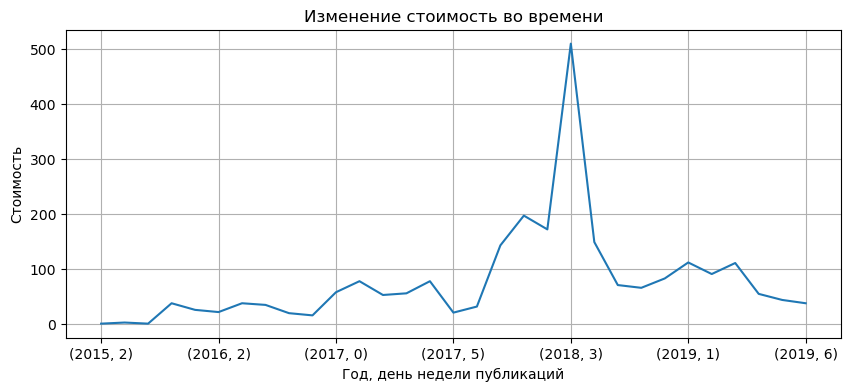 Изменение стоимость во времени
500
400
300
200
100
0
Стоимость
(2015, 2) (2016, 2) (2017, 0) (2017, 5) (2018, 3) (2019, 1) (2019, 6)
Год, день недели публикаций